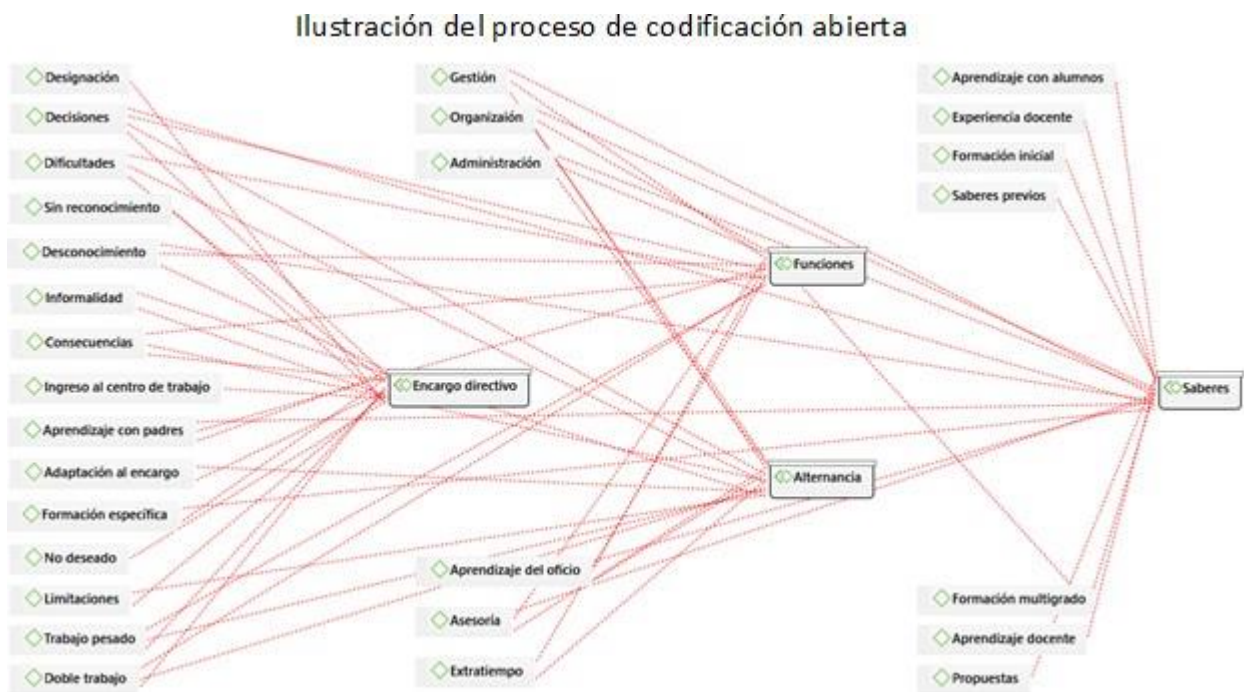 Ilustración del proceso de codificación abierta
Designación
Decisiones
Dificultades
Sin reconocimiento
Desconocimiento
Informalidad
Consecuencias
Ingreso al centro de trabajo
Aprendizaje con padres
Adaptación al encargo
Formación específica
No deseado
Limitaciones
Trabajo pesado
Doble trabajo
Encargo directivo
Gestión
Organizaión
Administración
Aprendizaje del oficio
Asesoría
Extratiempo
Funciones
Alternancia
Aprendizaje con alumnos
Experiencia docente
Formación inicial
Saberes previos
Saberes
Formación multigrado
Aprendizaje docente
Propuestas